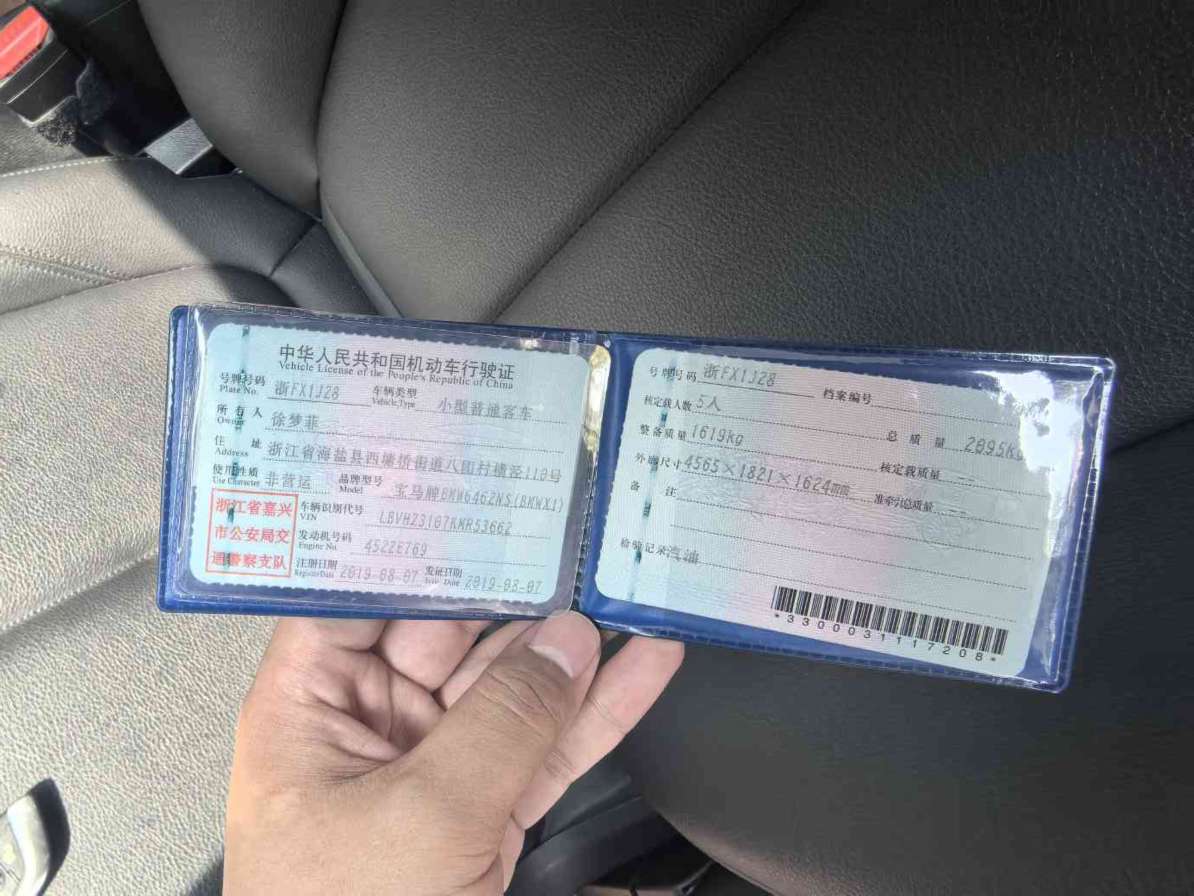 中华人民共和国机动车行驶证
Vehicle License of the People's Republic of China
号牌号码 浙FX1J28 车辆类型 小型普通客车
Plate No. Vehicle Type
所有人 徐梦菲
Owner
住址 浙江省海盐县西塘桥街道八团村塘泾110号
Address
使用性质 非营运 品牌型号 宝马牌BMW6462NS(BMWX1)
Use Character Model
浙江省嘉兴
市公安局交
通警察支队
车辆识别代号
VIN
发动机号码 4522E769
Engine No.
注册日期 2019-08-07 发证日期 2019-08-07
Register Date Issue Date
号牌号码 浙FX1J28 档案编号
核定载人数 5人 总质量 2095kg
整备质量 1619kg 核定载质量 --
外廓尺寸 4565×1821×1624mm 准牵引总质量 --
备注
检验记录 汽油
*3300031117208*